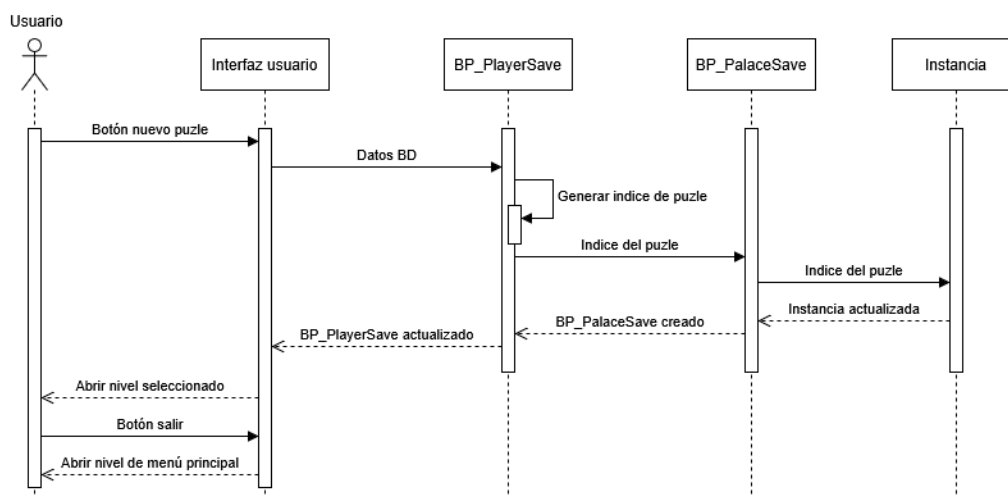 Usuario
Interfaz usuario
BP_PlayerSave
BP_PalaceSave
Instancia
Botón nuevo puzle
Datos BD
Generar indice de puzle
Indice del puzle
Indice del puzle
Instancia actualizada
BP_PalaceSave creado
BP_PlayerSave actualizado
Abrir nivel seleccionado
Botón salir
Abrir nivel de menú principal